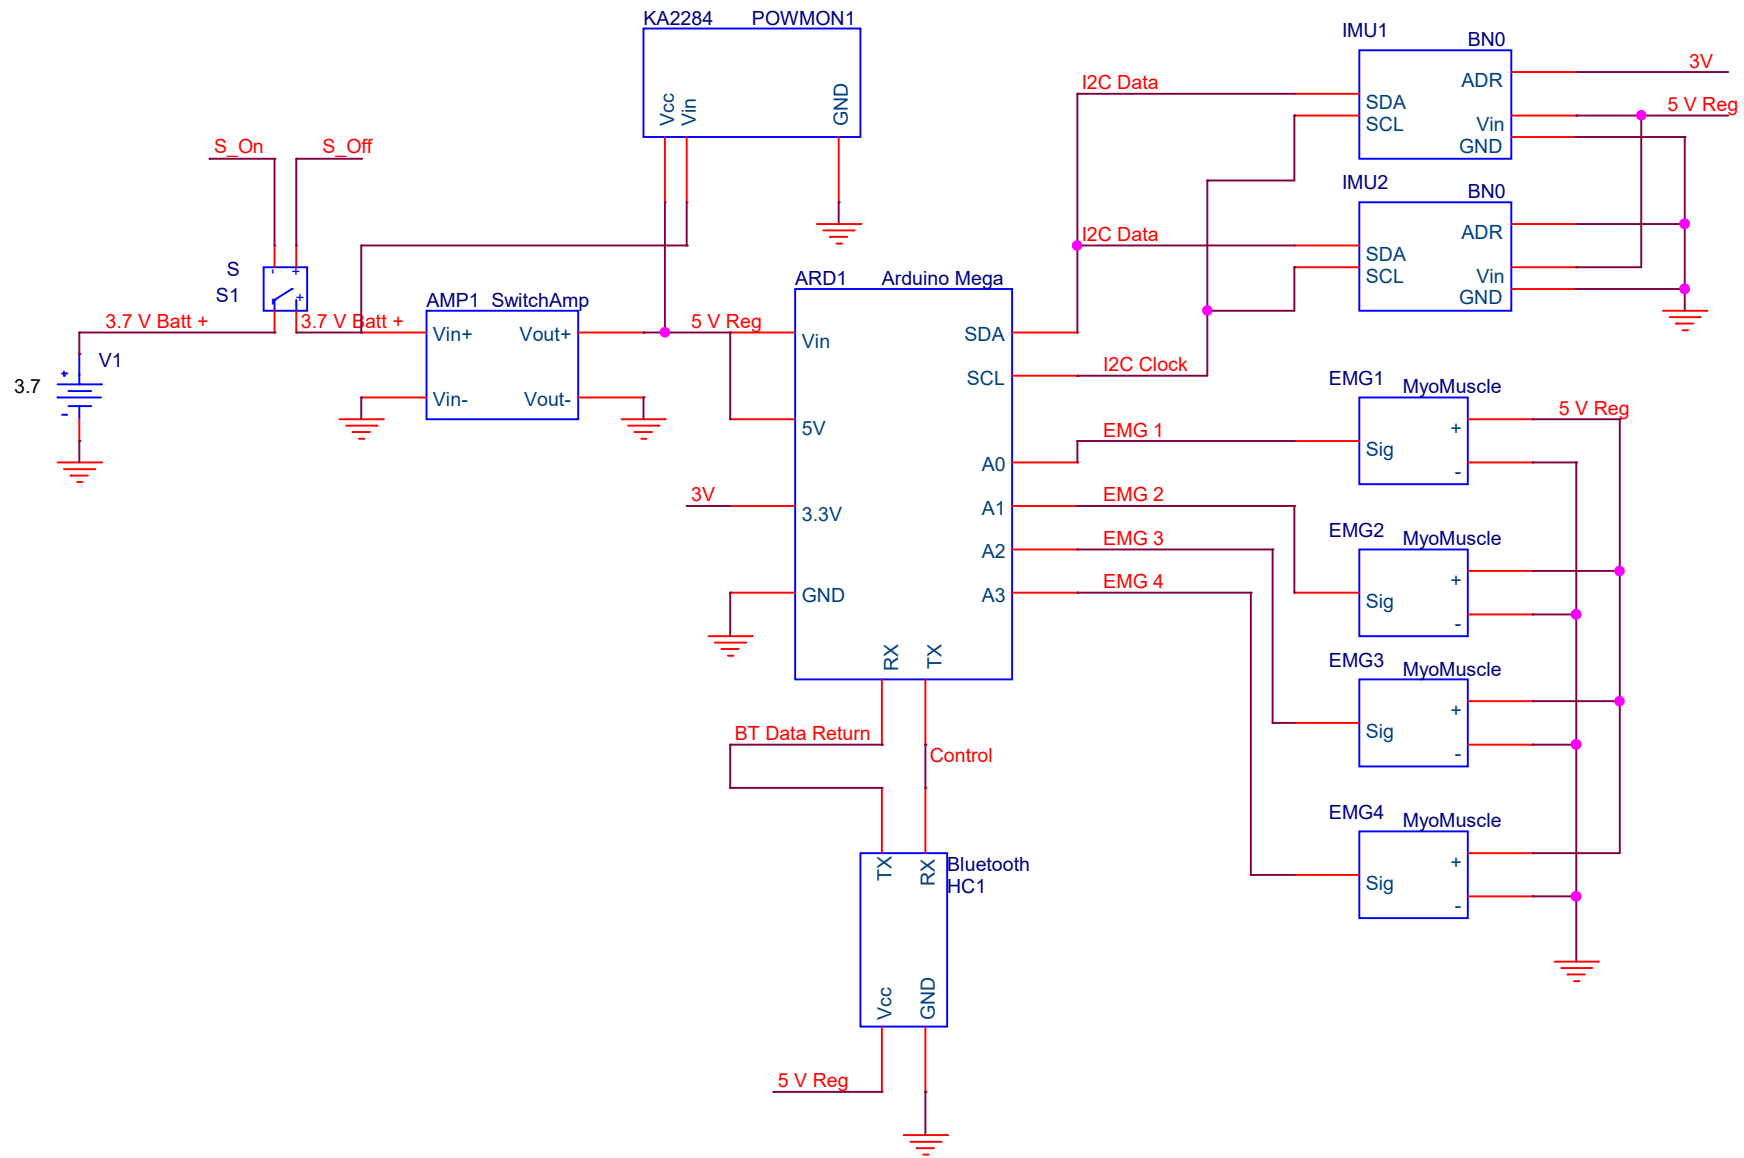 KA2284 POWMON1
Vcc
Vin
GND
S_On
S_Off
S
S1
- +
+
3.7 V Batt +
3.7 V Batt +
V1
3.7
+
-
AMP1 SwitchAmp
Vin+
Vout+
Vin-
Vout-
5 V Reg
ARD1 Arduino Mega
Vin
5V
3.3V
GND
SDA
SCL
A0
A1
A2
A3
RX
TX
3V
I2C Data
I2C Data
I2C Clock
EMG 1
EMG 2
EMG 3
EMG 4
IMU1
BN0
SDA
SCL
ADR
Vin
GND
3V
5 V Reg
IMU2
BN0
SDA
SCL
ADR
Vin
GND
EMG1 MyoMuscle
Sig
+
-
5 V Reg
EMG2 MyoMuscle
Sig
+
-
EMG3 MyoMuscle
Sig
+
-
EMG4 MyoMuscle
Sig
+
-
BT Data Return
Control
TX
RX
Bluetooth
HC1
Vcc
GND
5 V Reg